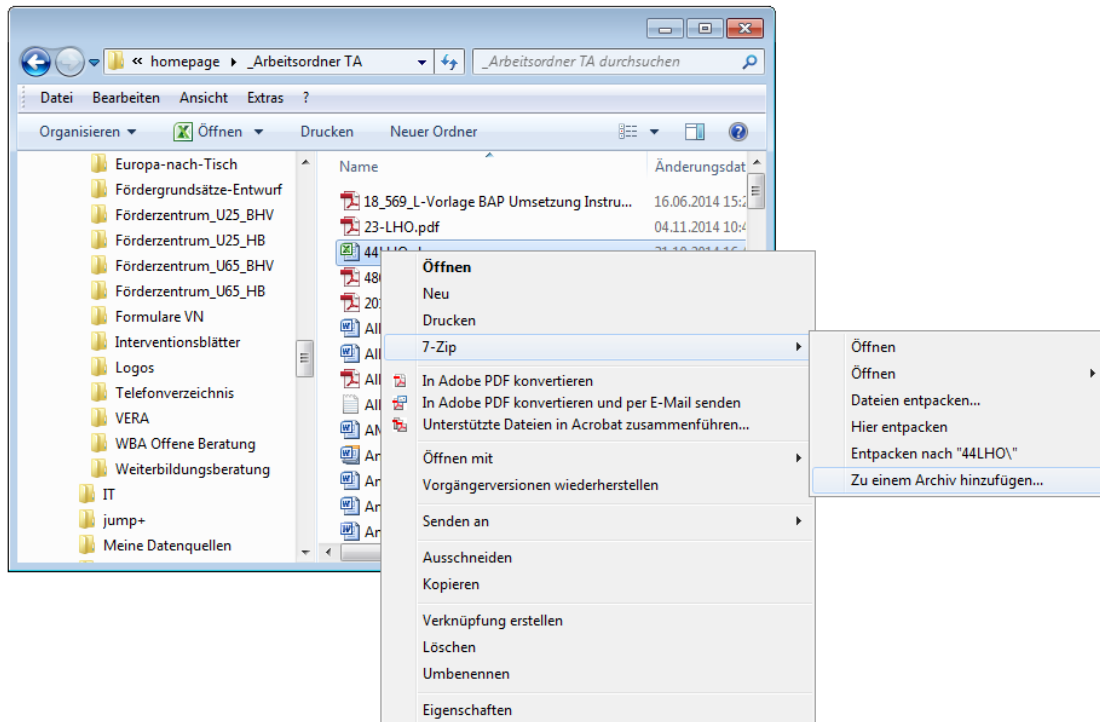 « homepage ▸ _Arbeitsordner TA
_Arbeitsordner TA durchsuchen
Datei Bearbeiten Ansicht Extras ?
Organisieren Öffnen Drucken Neuer Ordner
Europa-nach-Tisch
Fördergrundsätze-Entwurf
Förderzentrum_U25_BHV
Förderzentrum_U25_HB
Förderzentrum_U65_BHV
Förderzentrum_U65_HB
Formulare VN
Interventionsblätter
Logos
Telefonverzeichnis
VERA
WBA Offene Beratung
Weiterbildungsberatung
IT
jump+
Meine Datenquellen
Name Änderungsdat
18_569_L-Vorlage BAP Umsetzung Instru... 16.06.2014 15:2
23-LHO.pdf 04.11.2014 10:4
Öffnen
Neu
Drucken
7-Zip
In Adobe PDF konvertieren
In Adobe PDF konvertieren und per E-Mail senden
Unterstützte Dateien in Acrobat zusammenführen...
Öffnen mit
Vorgängerversionen wiederherstellen
Senden an
Ausschneiden
Kopieren
Verknüpfung erstellen
Löschen
Umbenennen
Eigenschaften
Öffnen
Öffnen
Dateien entpacken...
Hier entpacken
Entpacken nach "44LHO\"
Zu einem Archiv hinzufügen...